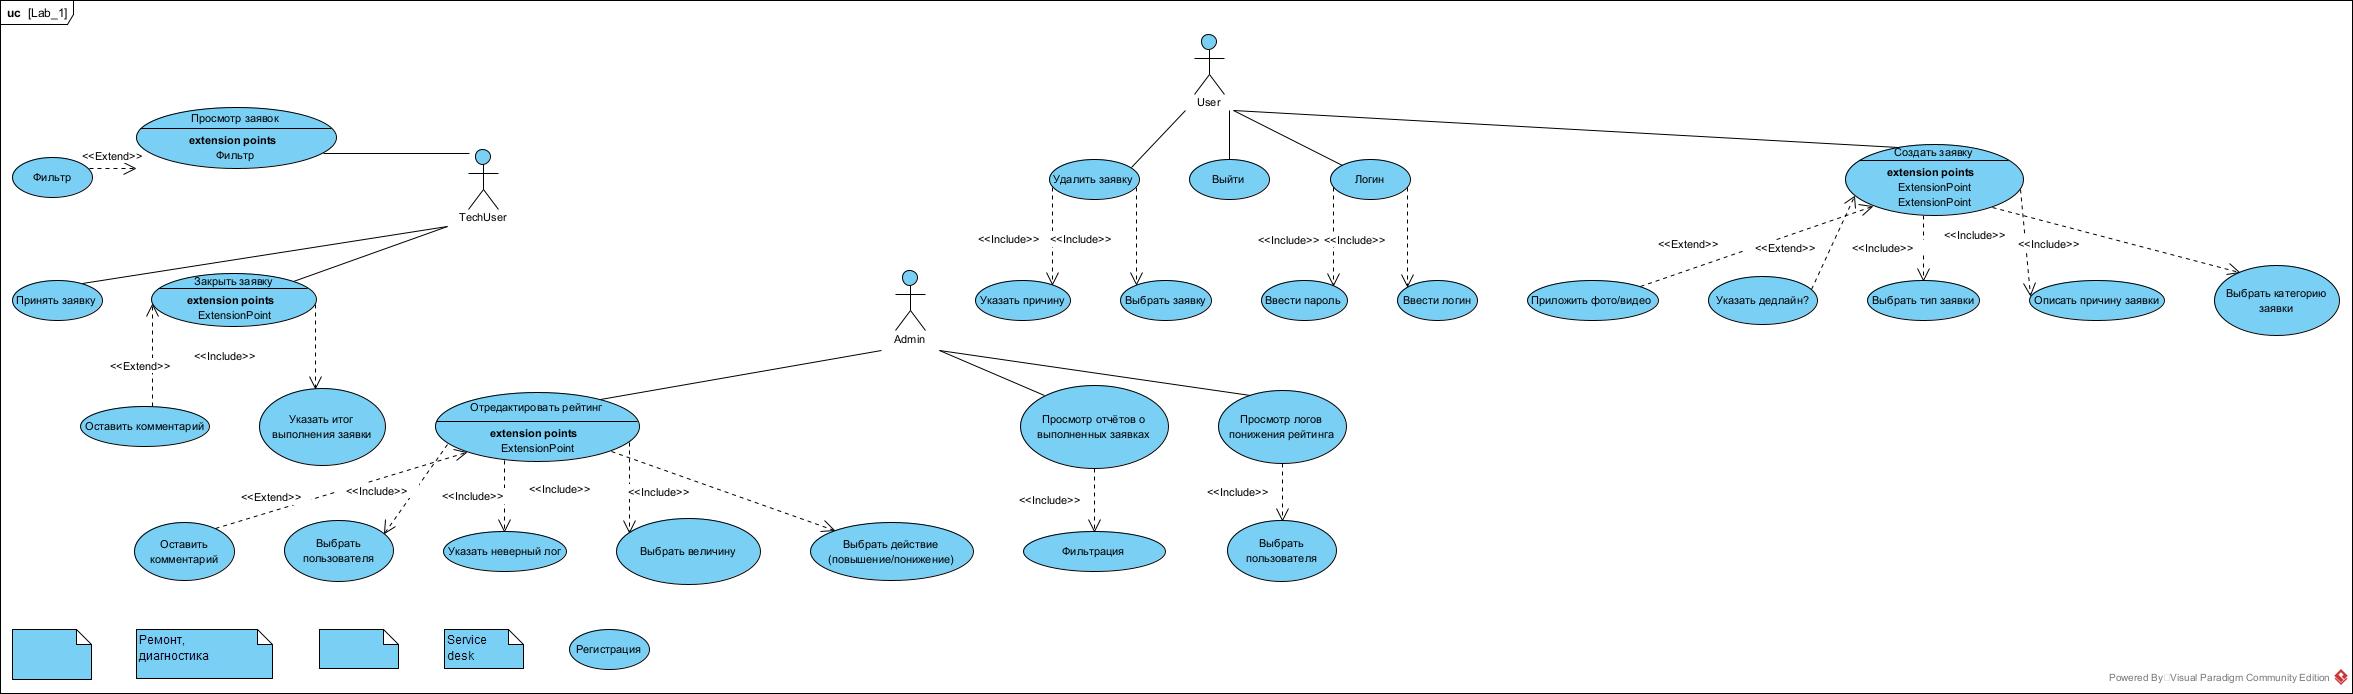 uc [Lab_1]
User
Просмотр заявок
extension points
Фильтр
<<Extend>>
Фильтр
TechUser
Удалить заявку
Выйти
Логин
Создать заявку
extension points
ExtensionPoint
ExtensionPoint
<<Include>>
<<Include>>
<<Include>>
<<Include>>
<<Extend>>
<<Extend>>
<<Include>>
<<Include>>
<<Include>>
Принять заявку
Закрыть заявку
extension points
ExtensionPoint
Указать причину
Выбрать заявку
Ввести пароль
Ввести логин
Приложить фото/видео
Указать дедлайн?
Выбрать тип заявки
Описать причину заявки
Выбрать категорию
заявки
Admin
<<Extend>>
<<Include>>
Оставить комментарий
Указать итог
выполнения заявки
Отредактировать рейтинг
extension points
ExtensionPoint
Просмотр отчётов о
выполненных заявках
Просмотр логов
понижения рейтинга
<<Extend>>
<<Include>>
<<Include>>
<<Include>>
<<Include>>
<<Include>>
<<Include>>
Оставить
комментарий
Выбрать
пользователя
Указать неверный лог
Выбрать величину
Выбрать действие
(повышение/понижение)
Фильтрация
Выбрать
пользователя
Ремонт,
диагностика
Service
desk
Регистрация
Powered By Visual Paradigm Community Edition